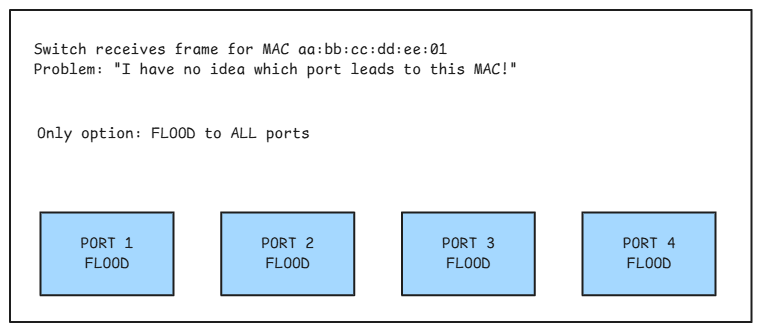 Switch receives frame for MAC aa:bb:cc:dd:ee:01
Problem: "I have no idea which port leads to this MAC!"
Only option: FLOOD to ALL ports
PORT 1
FLOOD
PORT 2
FLOOD
PORT 3
FLOOD
PORT 4
FLOOD